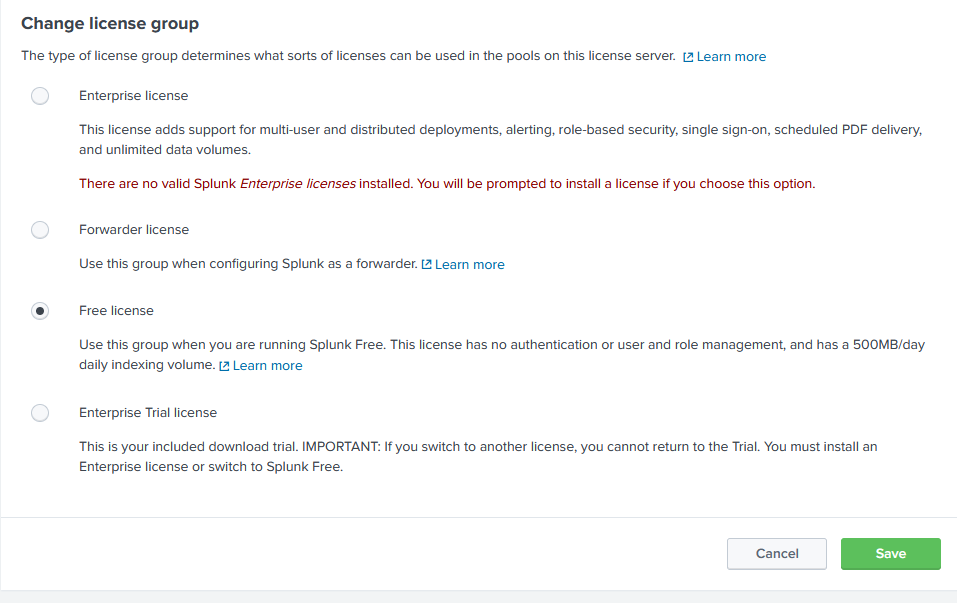 Change license group
The type of license group determines what sorts of licenses can be used in the pools on this license server. Learn more
Enterprise license
This license adds support for multi-user and distributed deployments, alerting, role-based security, single sign-on, scheduled PDF delivery,
and unlimited data volumes.
There are no valid Splunk Enterprise licenses installed. You will be prompted to install a license if you choose this option.
Forwarder license
Use this group when configuring Splunk as a forwarder. Learn more
Free license
Use this group when you are running Splunk Free. This license has no authentication or user and role management, and has a 500MB/day
daily indexing volume. Learn more
Enterprise Trial license
This is your included download trial. IMPORTANT: If you switch to another license, you cannot return to the Trial. You must install an
Enterprise license or switch to Splunk Free.
Cancel Save